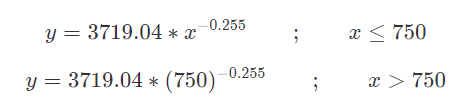 y = 3719.04 ∗ x^−0.255 ; x ≤ 750
y = 3719.04 ∗ (750)^−0.255 ; x > 750